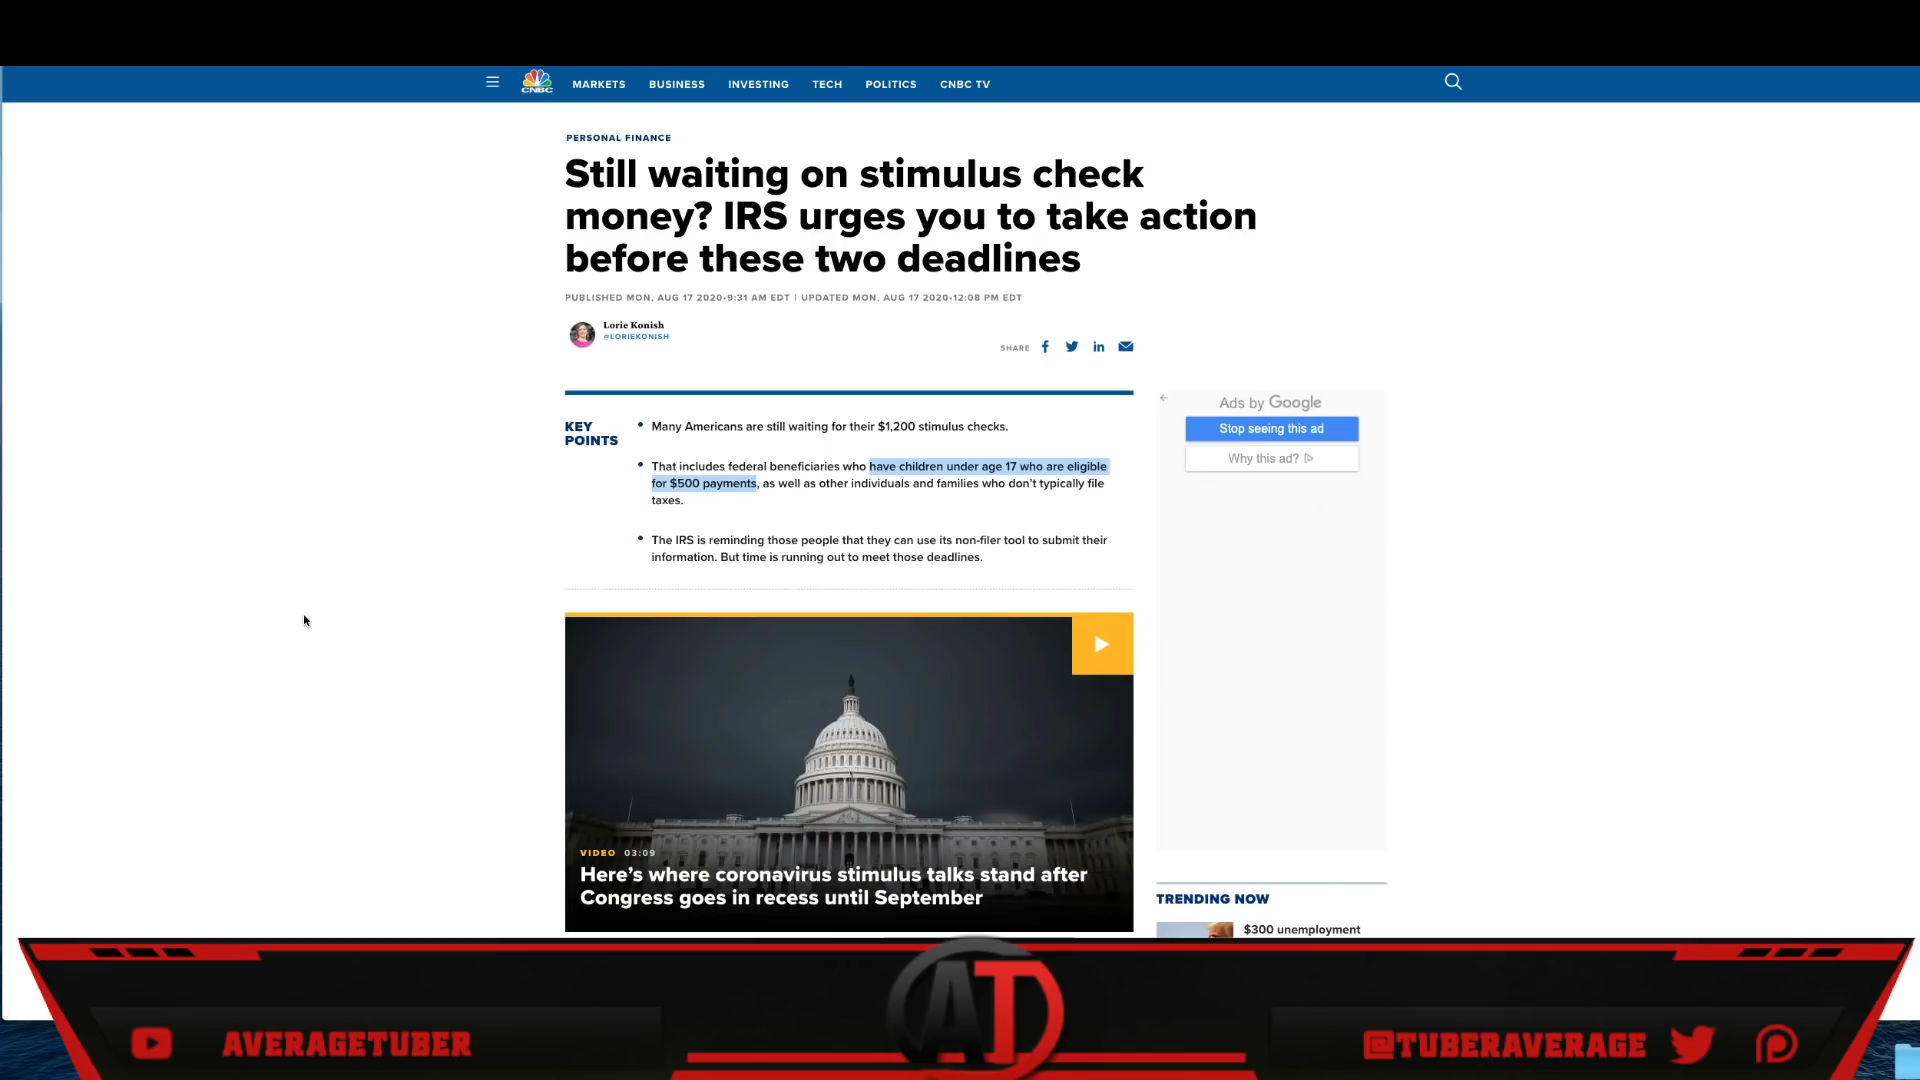 CNBC
MARKETS BUSINESS INVESTING TECH POLITICS CNBC TV
PERSONAL FINANCE
Still waiting on stimulus check
money? IRS urges you to take action
before these two deadlines
PUBLISHED MON, AUG 17 2020•9:31 AM EDT | UPDATED MON, AUG 17 2020•12:08 PM EDT
Lorie Konish
@LORIEKONISH
SHARE
KEY
POINTS
• Many Americans are still waiting for their $1,200 stimulus checks.
• That includes federal beneficiaries who have children under age 17 who are eligible
for $500 payments, as well as other individuals and families who don't typically file
taxes.
• The IRS is reminding those people that they can use its non-filer tool to submit their
information. But time is running out to meet those deadlines.
Ads by Google
Stop seeing this ad
Why this ad?
VIDEO 03:09
Here's where coronavirus stimulus talks stand after
Congress goes in recess until September
TRENDING NOW
$300 unemployment
AVERAGETUBER
AT
@TUBERAVERAGE